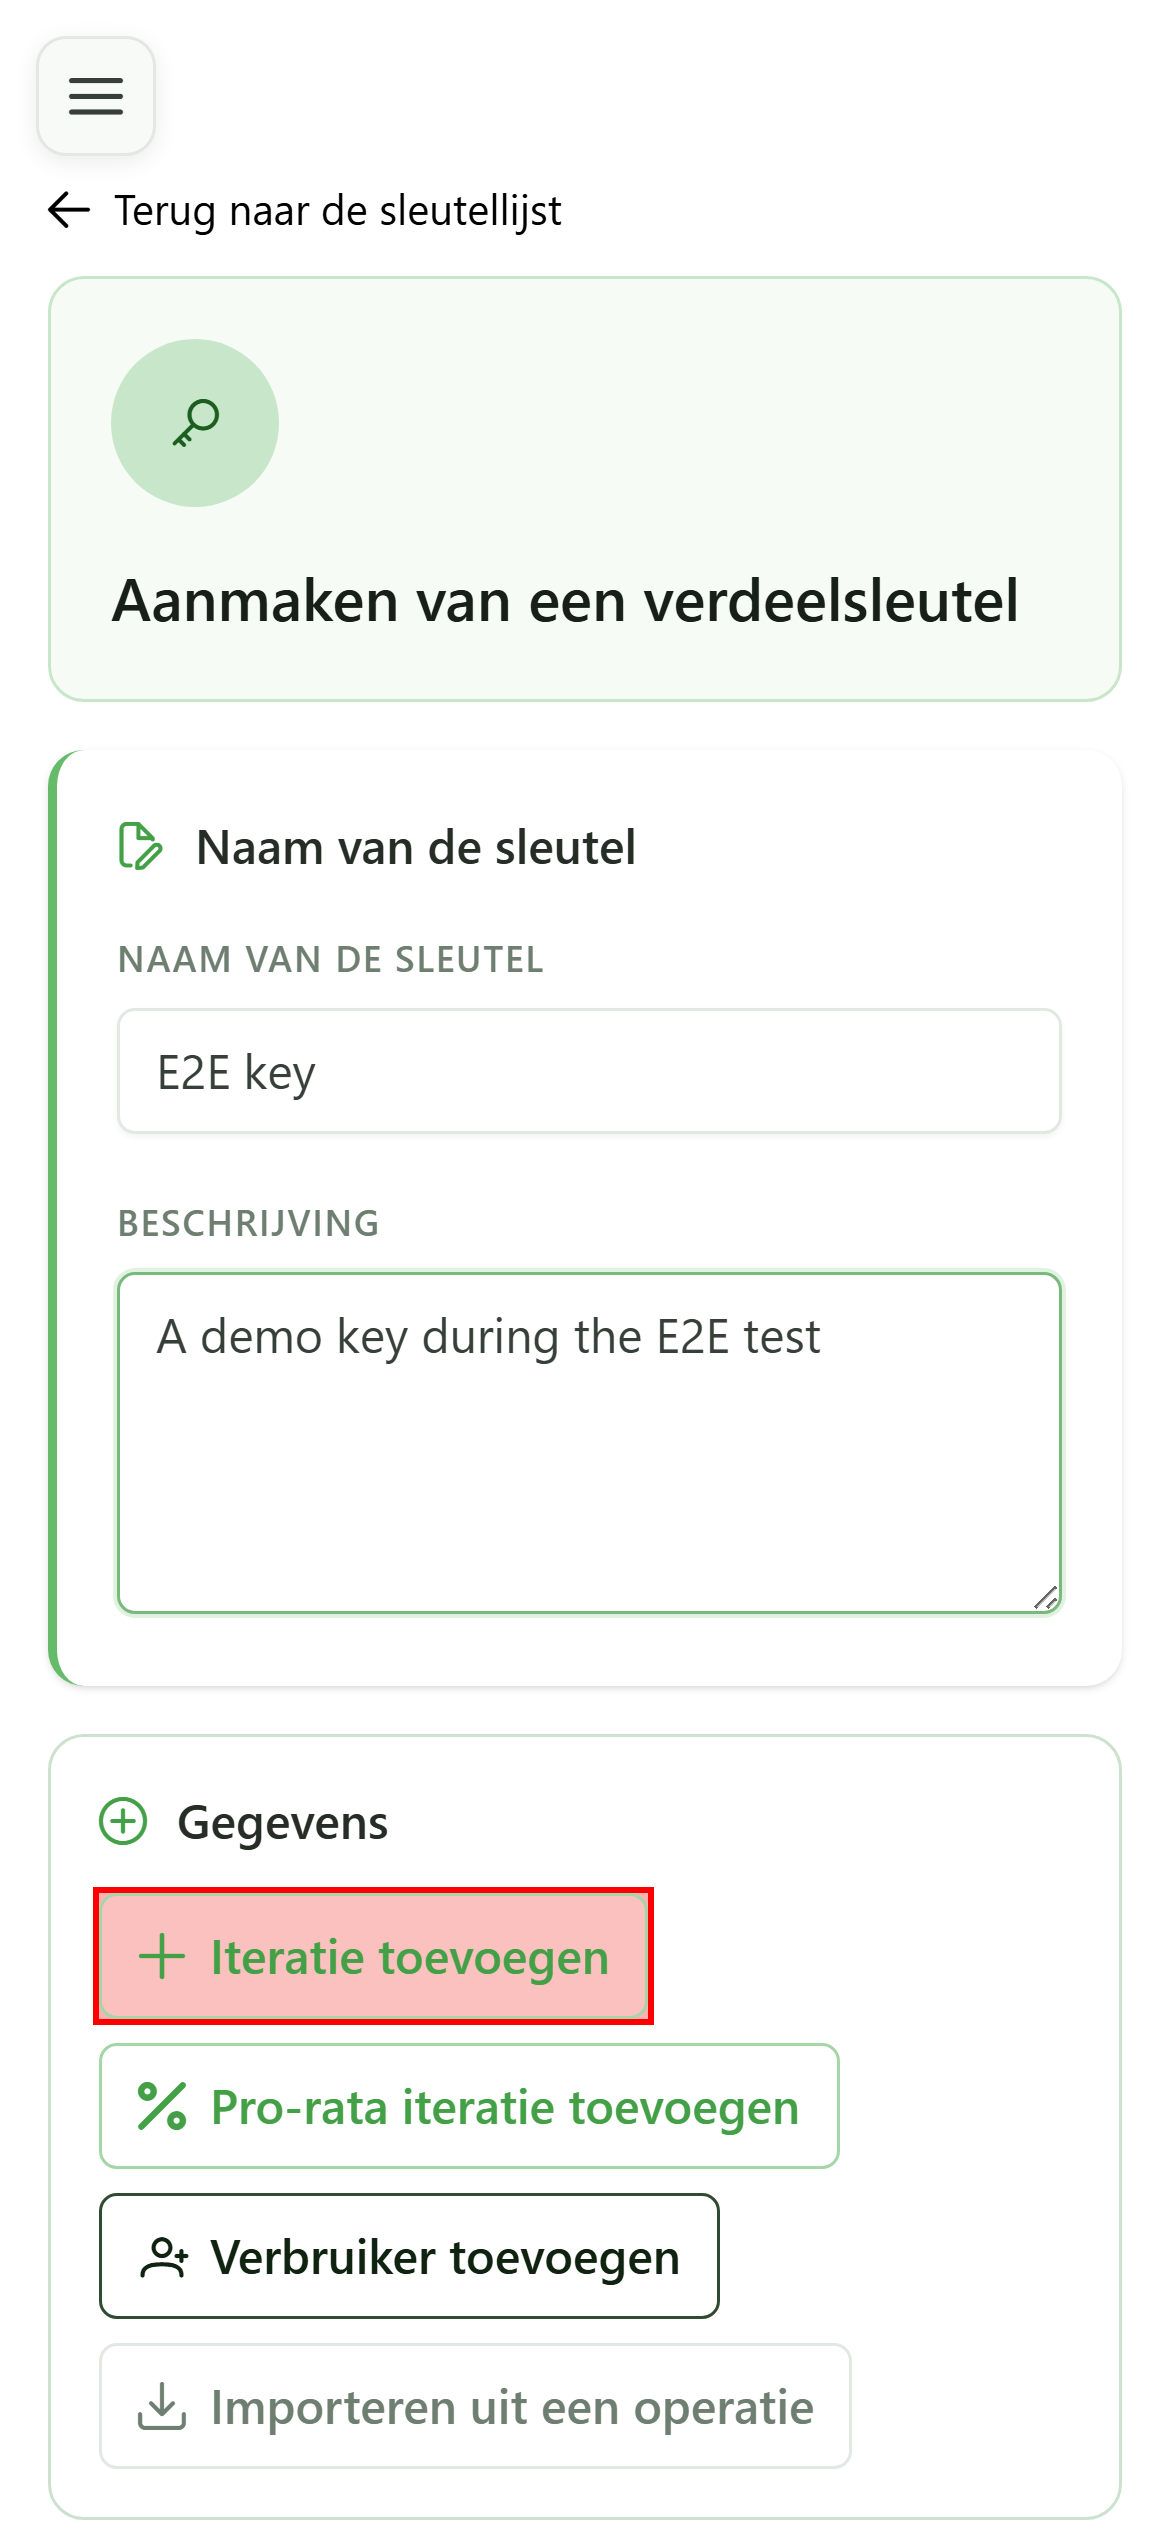 Terug naar de sleutellijst
Aanmaken van een verdeelsleutel
Naam van de sleutel
NAAM VAN DE SLEUTEL
E2E key
BESCHRIJVING
A demo key during the E2E test
Gegevens
Iteratie toevoegen
Pro-rata iteratie toevoegen
Verbruiker toevoegen
Importeren uit een operatie